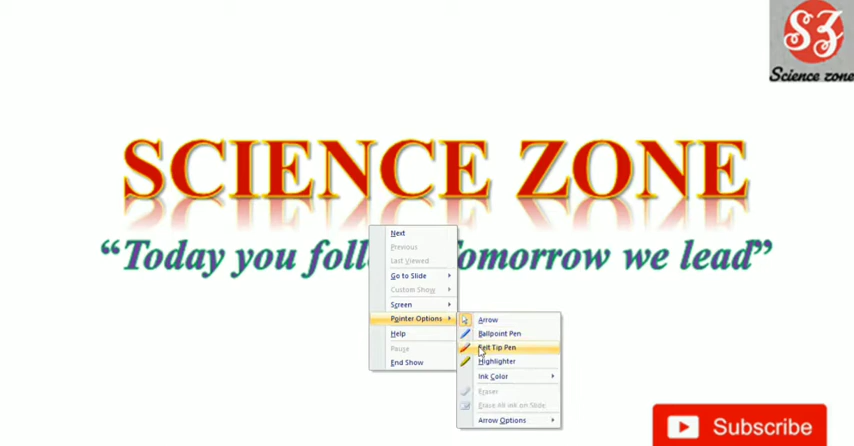 SZ
Science zone
SCIENCE ZONE
“Today you foll Tomorrow we lead”
Next
Previous
Last Viewed
Go to Slide
Custom Show
Screen
Pointer Options
Help
Pause
End Show
Arrow
Ballpoint Pen
Felt Tip Pen
Highlighter
Ink Color
Eraser
Erase All Ink on Slide
Arrow Options
Subscribe